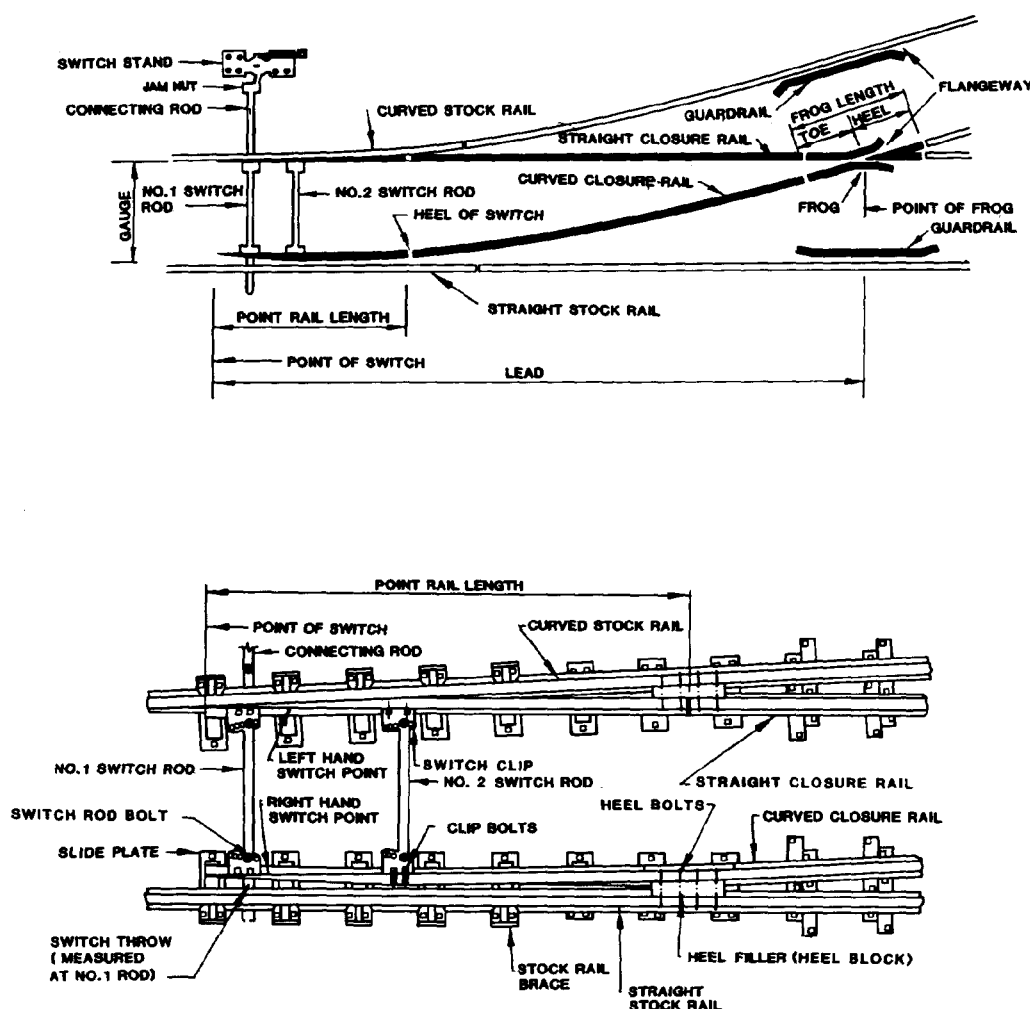 SWITCH STAND
JAM NUT
CONNECTING ROD
CURVED STOCK RAIL
GUARDRAIL
FROG LENGTH
TOE
HEEL
FLANGEWAY
STRAIGHT CLOSURE RAIL
GAUGE
NO.1 SWITCH
ROD
NO.2 SWITCH ROD
CURVED CLOSURE RAIL
HEEL OF SWITCH
FROG
POINT OF FROG
GUARDRAIL
STRAIGHT STOCK RAIL
POINT RAIL LENGTH
POINT OF SWITCH
LEAD
POINT RAIL LENGTH
POINT OF SWITCH
CURVED STOCK RAIL
CONNECTING ROD
LEFT HAND
SWITCH POINT
SWITCH CLIP
NO.1 SWITCH ROD
NO. 2 SWITCH ROD
STRAIGHT CLOSURE RAIL
RIGHT HAND
SWITCH POINT
HEEL BOLTS
SWITCH ROD BOLT
CLIP BOLTS
CURVED CLOSURE RAIL
SLIDE PLATE
SWITCH THROW
(MEASURED
AT NO.1 ROD)
STOCK RAIL
BRACE
HEEL FILLER (HEEL BLOCK)
STRAIGHT
STOCK RAIL